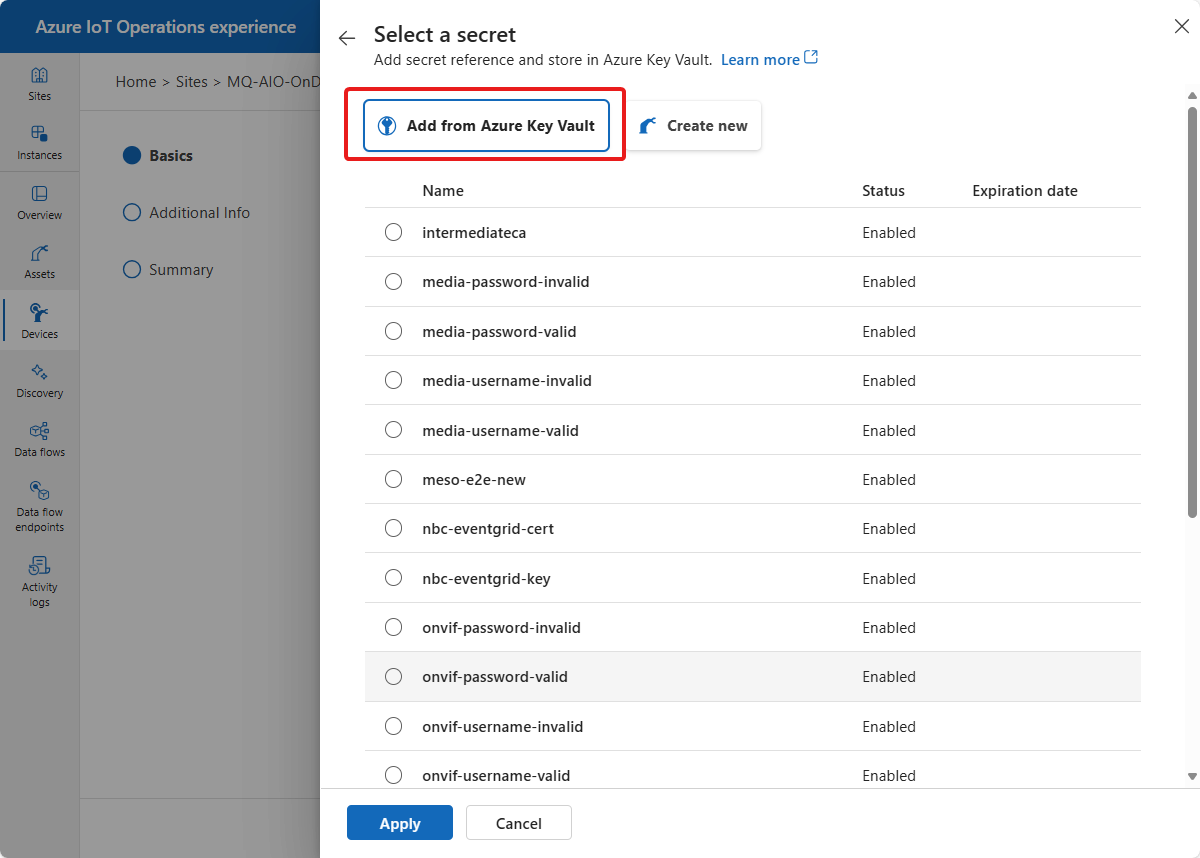 Azure IoT Operations experience
Sites
Instances
Overview
Assets
Devices
Discovery
Data flows
Data flow
endpoints
Activity
logs
Home > Sites > MQ-AIO-OnD
Basics
Additional Info
Summary
Select a secret
Add secret reference and store in Azure Key Vault. Learn more
Add from Azure Key Vault Create new
Name Status Expiration date
intermediateca Enabled
media-password-invalid Enabled
media-password-valid Enabled
media-username-invalid Enabled
media-username-valid Enabled
meso-e2e-new Enabled
nbc-eventgrid-cert Enabled
nbc-eventgrid-key Enabled
onvif-password-invalid Enabled
onvif-password-valid Enabled
onvif-username-invalid Enabled
onvif-username-valid Enabled
Apply Cancel